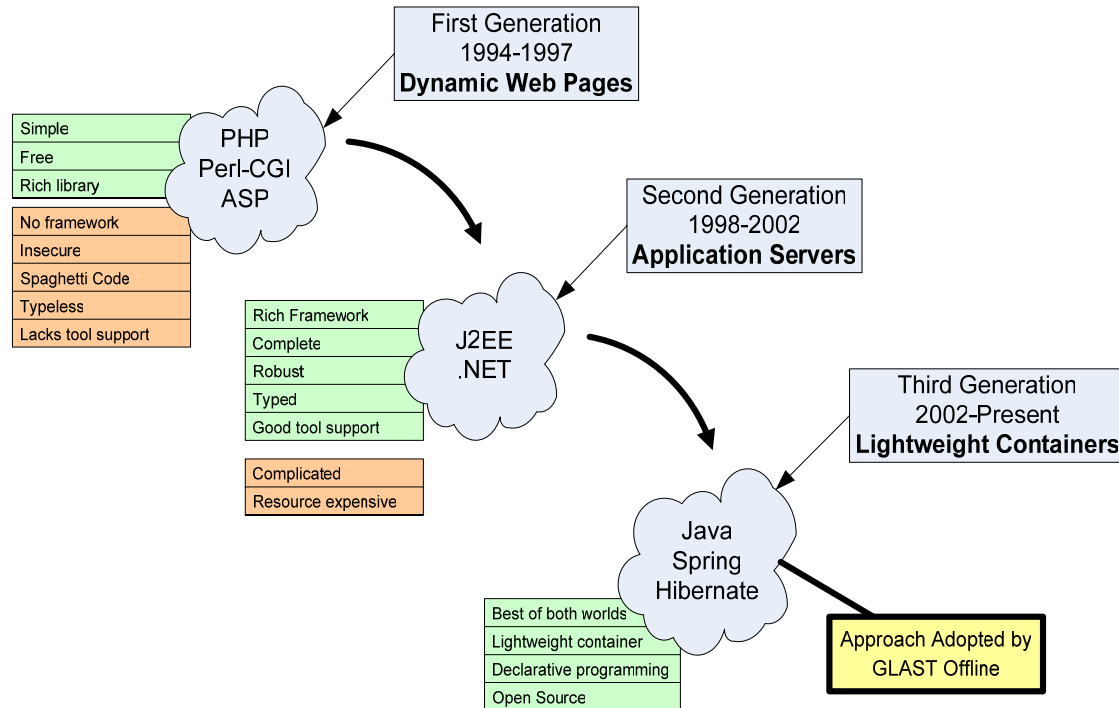 First Generation
1994-1997
Dynamic Web Pages
PHP
Perl-CGI
ASP
Simple
Free
Rich library
No framework
Insecure
Spaghetti Code
Typeless
Lacks tool support
Second Generation
1998-2002
Application Servers
J2EE
.NET
Rich Framework
Complete
Robust
Typed
Good tool support
Complicated
Resource expensive
Third Generation
2002-Present
Lightweight Containers
Java
Spring
Hibernate
Best of both worlds
Lightweight container
Declarative programming
Open Source
Approach Adopted by
GLAST Offline